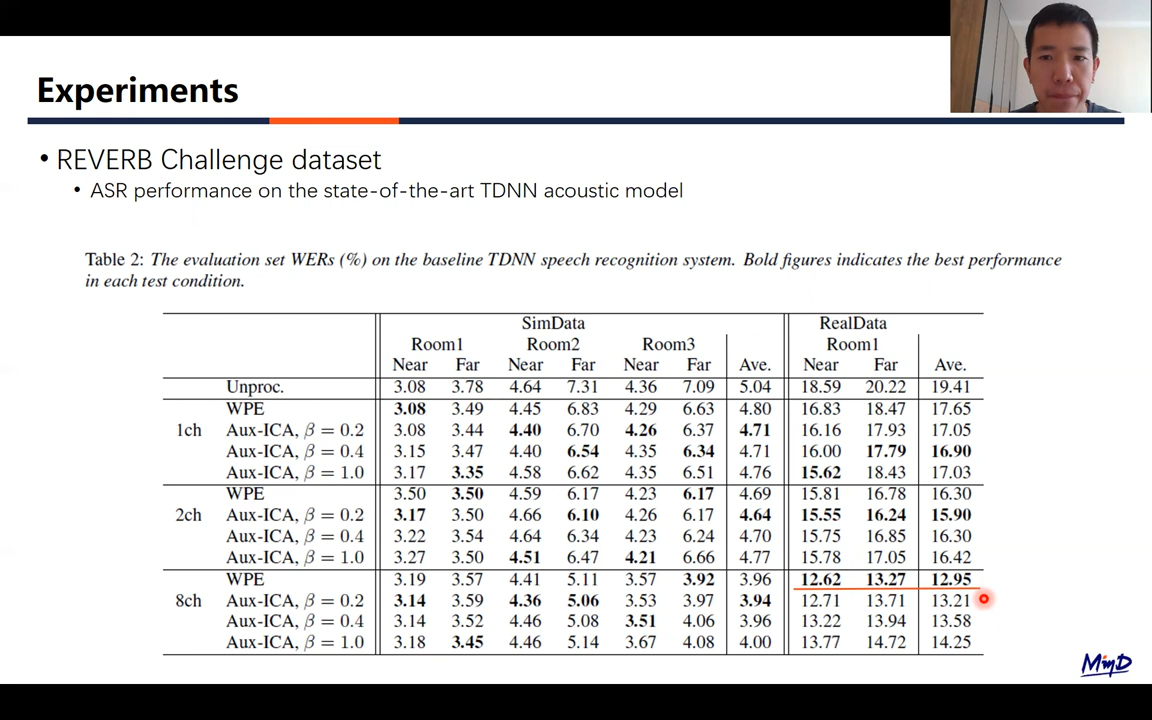 Experiments
• REVERB Challenge dataset
• ASR performance on the state-of-the-art TDNN acoustic model
Table 2: The evaluation set WERs (%) on the baseline TDNN speech recognition system. Bold figures indicates the best performance
in each test condition.
SimData RealData
Room1 Room2 Room3 Room1
Near Far Near Far Near Far Ave. Near Far Ave.
Unproc. 3.08 3.78 4.64 7.31 4.36 7.09 5.04 18.59 20.22 19.41
WPE 3.08 3.49 4.45 6.83 4.29 6.63 4.80 16.83 18.47 17.65
1ch Aux-ICA, β = 0.2 3.08 3.44 4.40 6.70 4.26 6.37 4.71 16.16 17.93 17.05
Aux-ICA, β = 0.4 3.15 3.47 4.40 6.54 4.35 6.34 4.71 16.00 17.79 16.90
Aux-ICA, β = 1.0 3.17 3.35 4.58 6.62 4.35 6.51 4.76 15.62 18.43 17.03
WPE 3.50 3.50 4.59 6.17 4.23 6.17 4.69 15.81 16.78 16.30
2ch Aux-ICA, β = 0.2 3.17 3.50 4.66 6.10 4.26 6.17 4.64 15.55 16.24 15.90
Aux-ICA, β = 0.4 3.22 3.54 4.64 6.34 4.23 6.24 4.70 15.75 16.85 16.30
Aux-ICA, β = 1.0 3.27 3.50 4.51 6.47 4.21 6.66 4.77 15.78 17.05 16.42
WPE 3.19 3.57 4.41 5.11 3.57 3.92 3.96 12.62 13.27 12.95
8ch Aux-ICA, β = 0.2 3.14 3.59 4.36 5.06 3.53 3.97 3.94 12.71 13.71 13.21
Aux-ICA, β = 0.4 3.14 3.52 4.46 5.08 3.51 4.06 3.96 13.22 13.94 13.58
Aux-ICA, β = 1.0 3.18 3.45 4.46 5.14 3.67 4.08 4.00 13.77 14.72 14.25
MinD